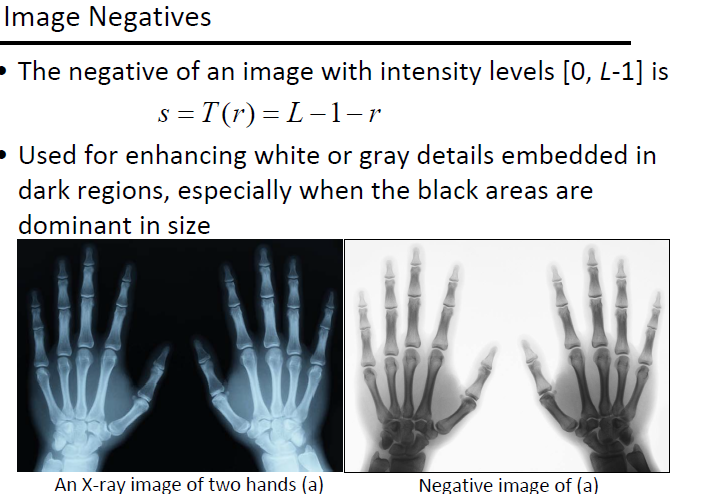 Image Negatives
• The negative of an image with intensity levels [0, L-1] is
s = T(r) = L – 1 – r
• Used for enhancing white or gray details embedded in
dark regions, especially when the black areas are
dominant in size
An X-ray image of two hands (a)
Negative image of (a)